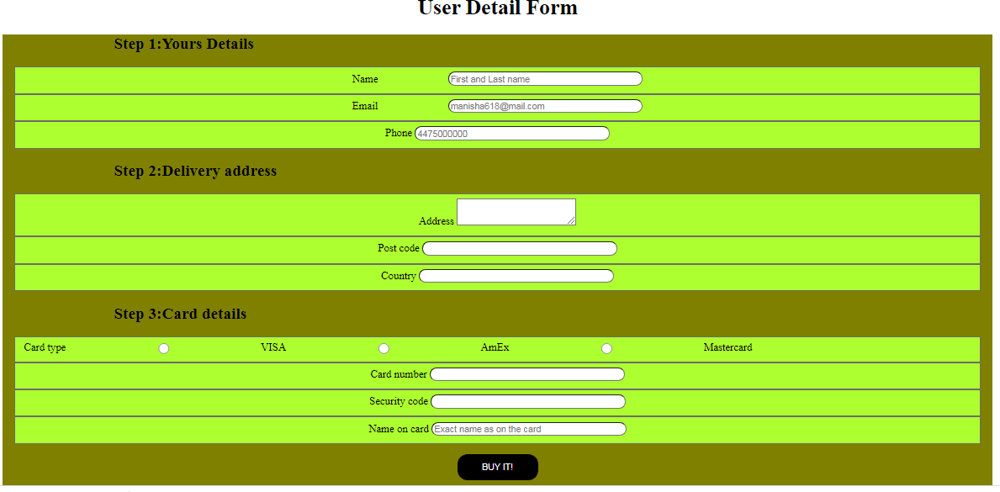 User Detail Form
Step 1:Yours Details
Name First and Last name
Email manisha618@mail.com
Phone 4475000000
Step 2:Delivery address
Address
Post code
Country
Step 3:Card details
Card type VISA AmEx Mastercard
Card number
Security code
Name on card Exact name as on the card
BUY IT!